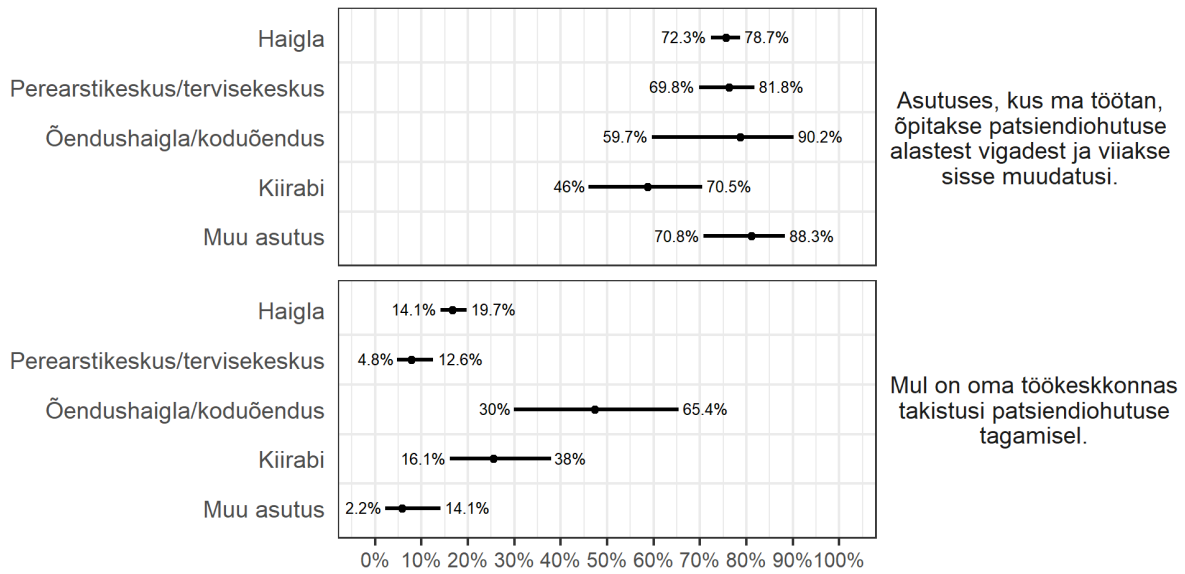 Haigla
72.3% 78.7%
Perearstikeskus/tervisekeskus
69.8% 81.8%
Õendushaigla/koduõendus
59.7% 90.2%
Kiirabi
46% 70.5%
Muu asutus
70.8% 88.3%
Asutuses, kus ma töötan,
õpitakse patsiendiohutuse
alastest vigadest ja viiakse
sisse muudatusi.
Haigla
14.1% 19.7%
Perearstikeskus/tervisekeskus
4.8% 12.6%
Õendushaigla/koduõendus
30% 65.4%
Kiirabi
16.1% 38%
Muu asutus
2.2% 14.1%
Mul on oma töökeskkonnas
takistusi patsiendiohutuse
tagamisel.
0% 10% 20% 30% 40% 50% 60% 70% 80% 90% 100%